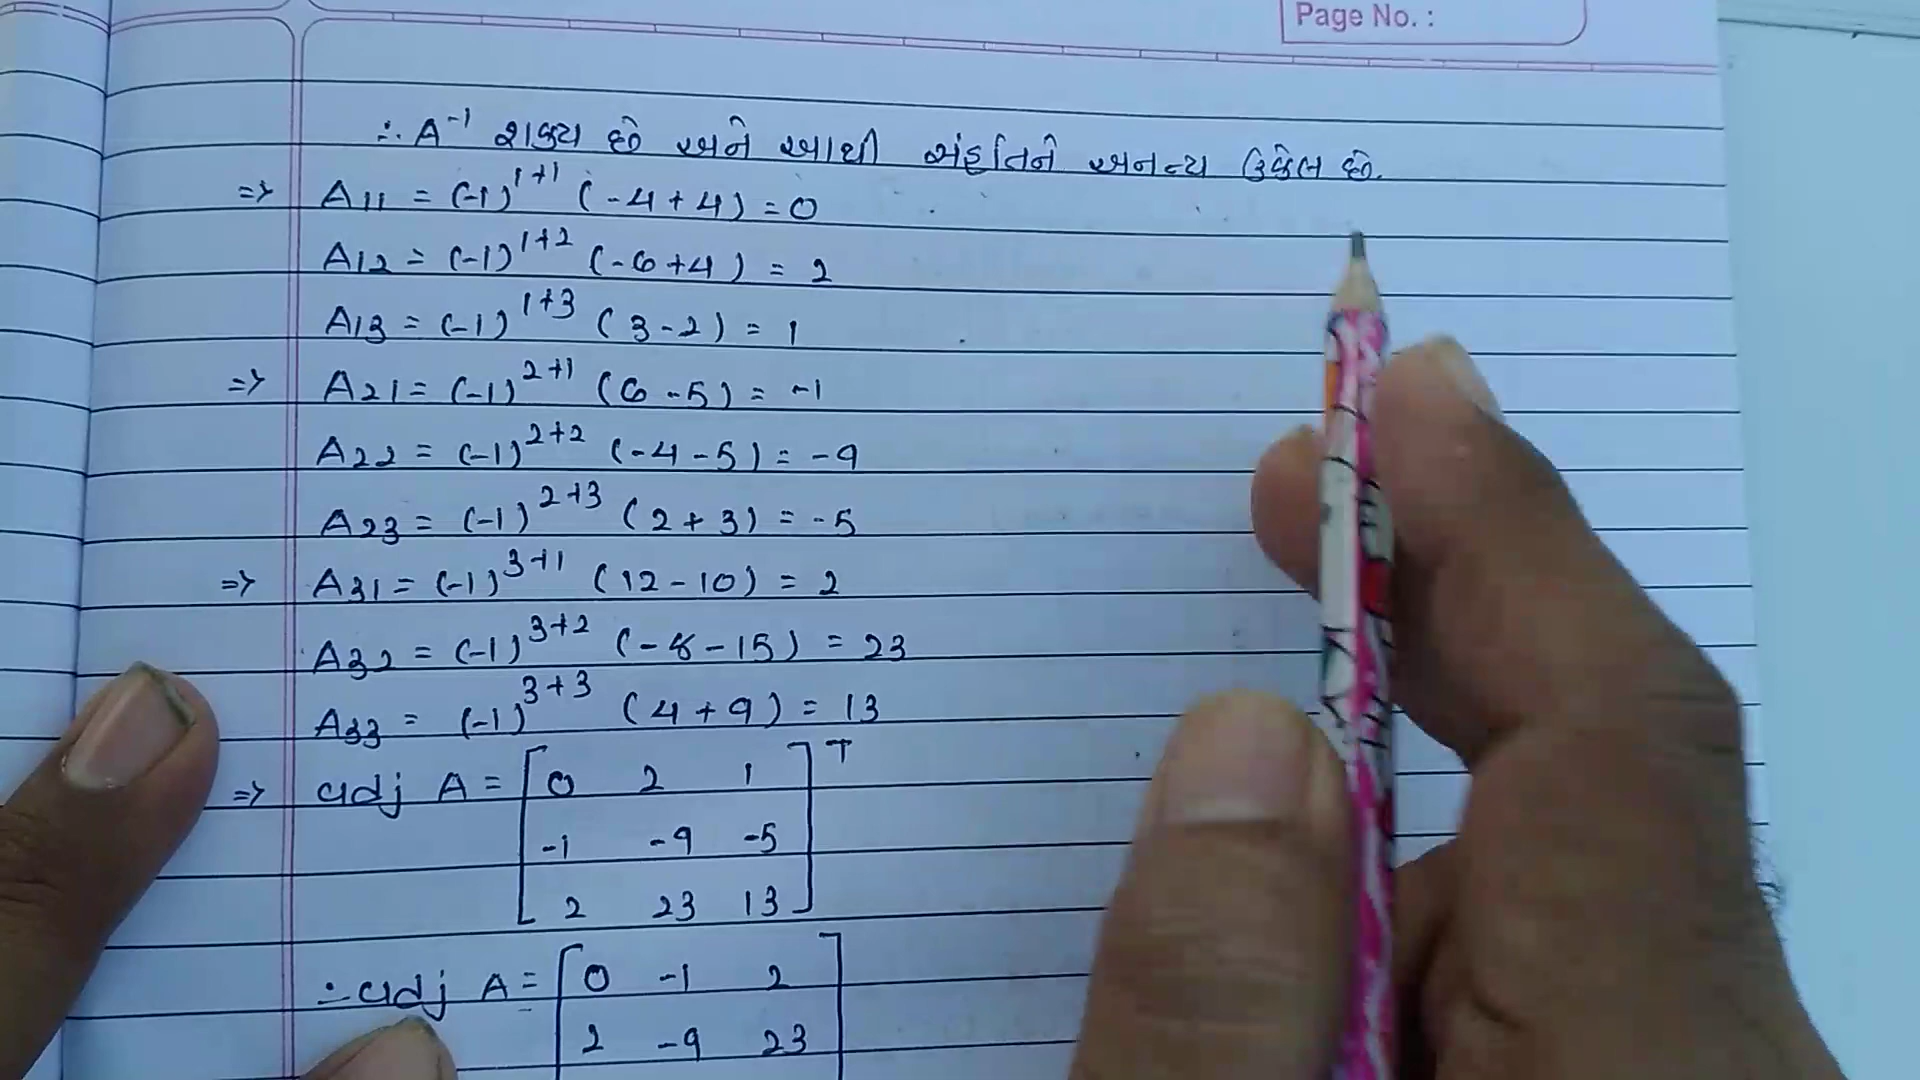 Page No. :
∴ A⁻¹ શક્ય છે અને આથી સંહતિને અનન્ય ઉકેલ છે.
=> A11 = (-1)^1+1 (-4+4) = 0
A12 = (-1)^1+2 (-6+4) = 2
A13 = (-1)^1+3 (3-2) = 1
=> A21 = (-1)^2+1 (6-5) = -1
A22 = (-1)^2+2 (-4-5) = -9
A23 = (-1)^2+3 (2+3) = -5
=> A31 = (-1)^3+1 (12-10) = 2
A32 = (-1)^3+2 (-8-15) = 23
A33 = (-1)^3+3 (4+9) = 13
=> adj A = [0 2 1]^T
-1 -9 -5
2 23 13
∴ adj A = [0 -1 2]
2 -9 23